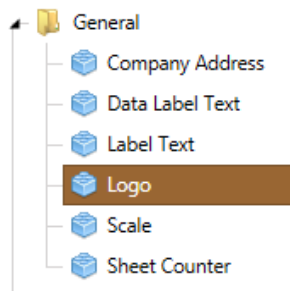 General
Company Address
Data Label Text
Label Text
Logo
Scale
Sheet Counter